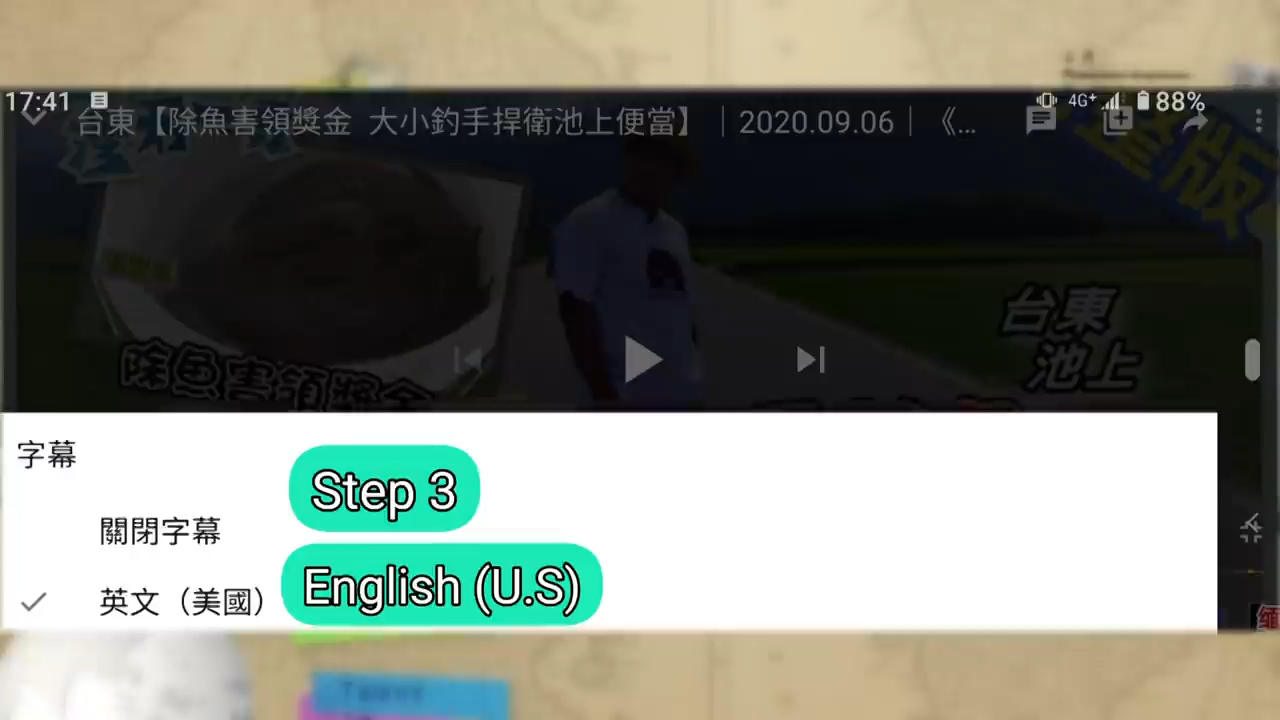 17:41
4G+
88%
台東【除魚害領獎金 大小釣手捍衛池上便當】｜2020.09.06｜《...
整版
台東
池上
除魚害領獎金
字幕
Step 3
關閉字幕
English (U.S)
英文（美國）